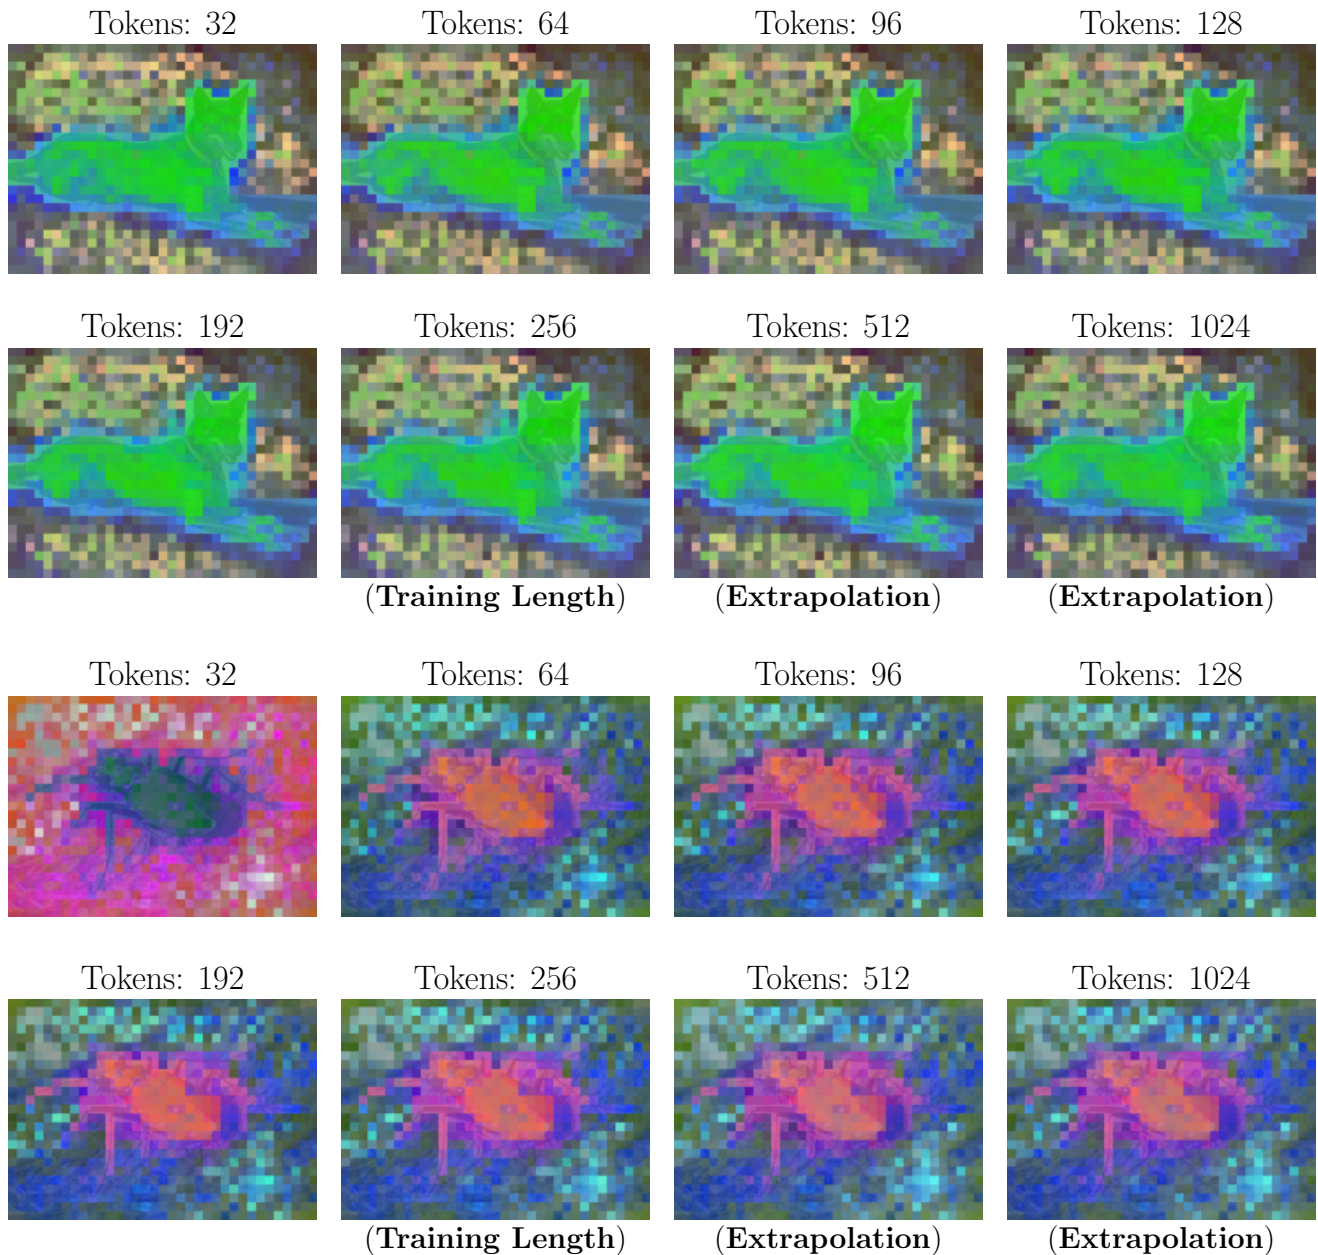 Tokens: 32 Tokens: 64 Tokens: 96 Tokens: 128
Tokens: 192 Tokens: 256 Tokens: 512 Tokens: 1024
(Training Length) (Extrapolation) (Extrapolation)
Tokens: 32 Tokens: 64 Tokens: 96 Tokens: 128
Tokens: 192 Tokens: 256 Tokens: 512 Tokens: 1024
(Training Length) (Extrapolation) (Extrapolation)